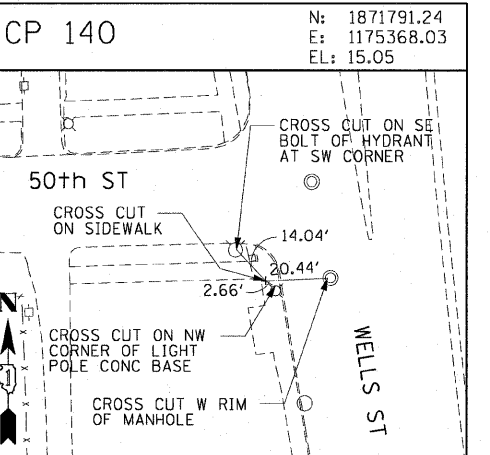 CP 140
N: 1871791.24
E: 1175368.03
EL: 15.05
CROSS CUT ON SE
BOLT OF HYDRANT
AT SW CORNER
50th ST
CROSS CUT
ON SIDEWALK
14.04'
20.44'
2.66'
N
CROSS CUT ON NW
CORNER OF LIGHT
POLE CONC BASE
WELLS ST
CROSS CUT W RIM
OF MANHOLE